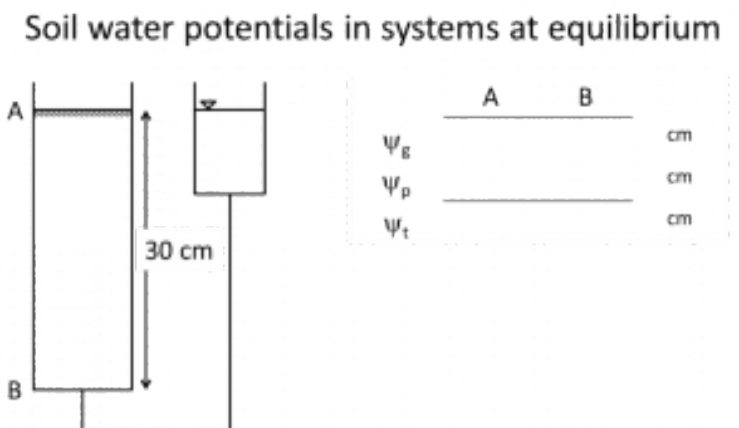 Soil water potentials in systems at equilibrium
A
30 cm
B
A B
ψg cm
ψp cm
ψt cm